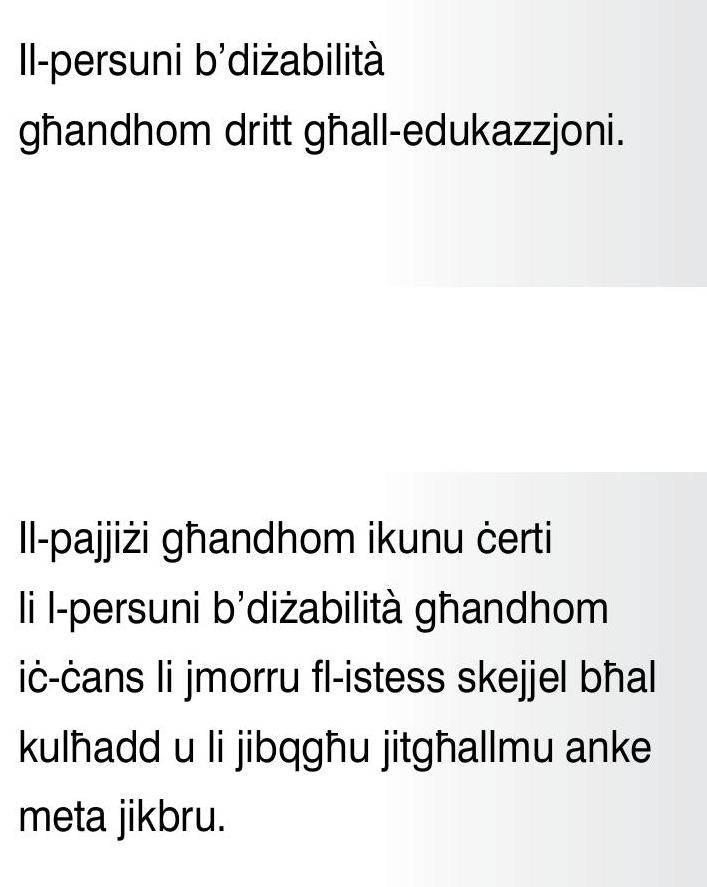 Il-persuni b’diżabilità
għandhom dritt għall-edukazzjoni.
Il-pajjiżi għandhom ikunu ċerti
li l-persuni b’diżabilità għandhom
iċ-ċans li jmorru fl-istess skejjel bħal
kulħadd u li jibqgħu jitgħallmu anke
meta jikbru.